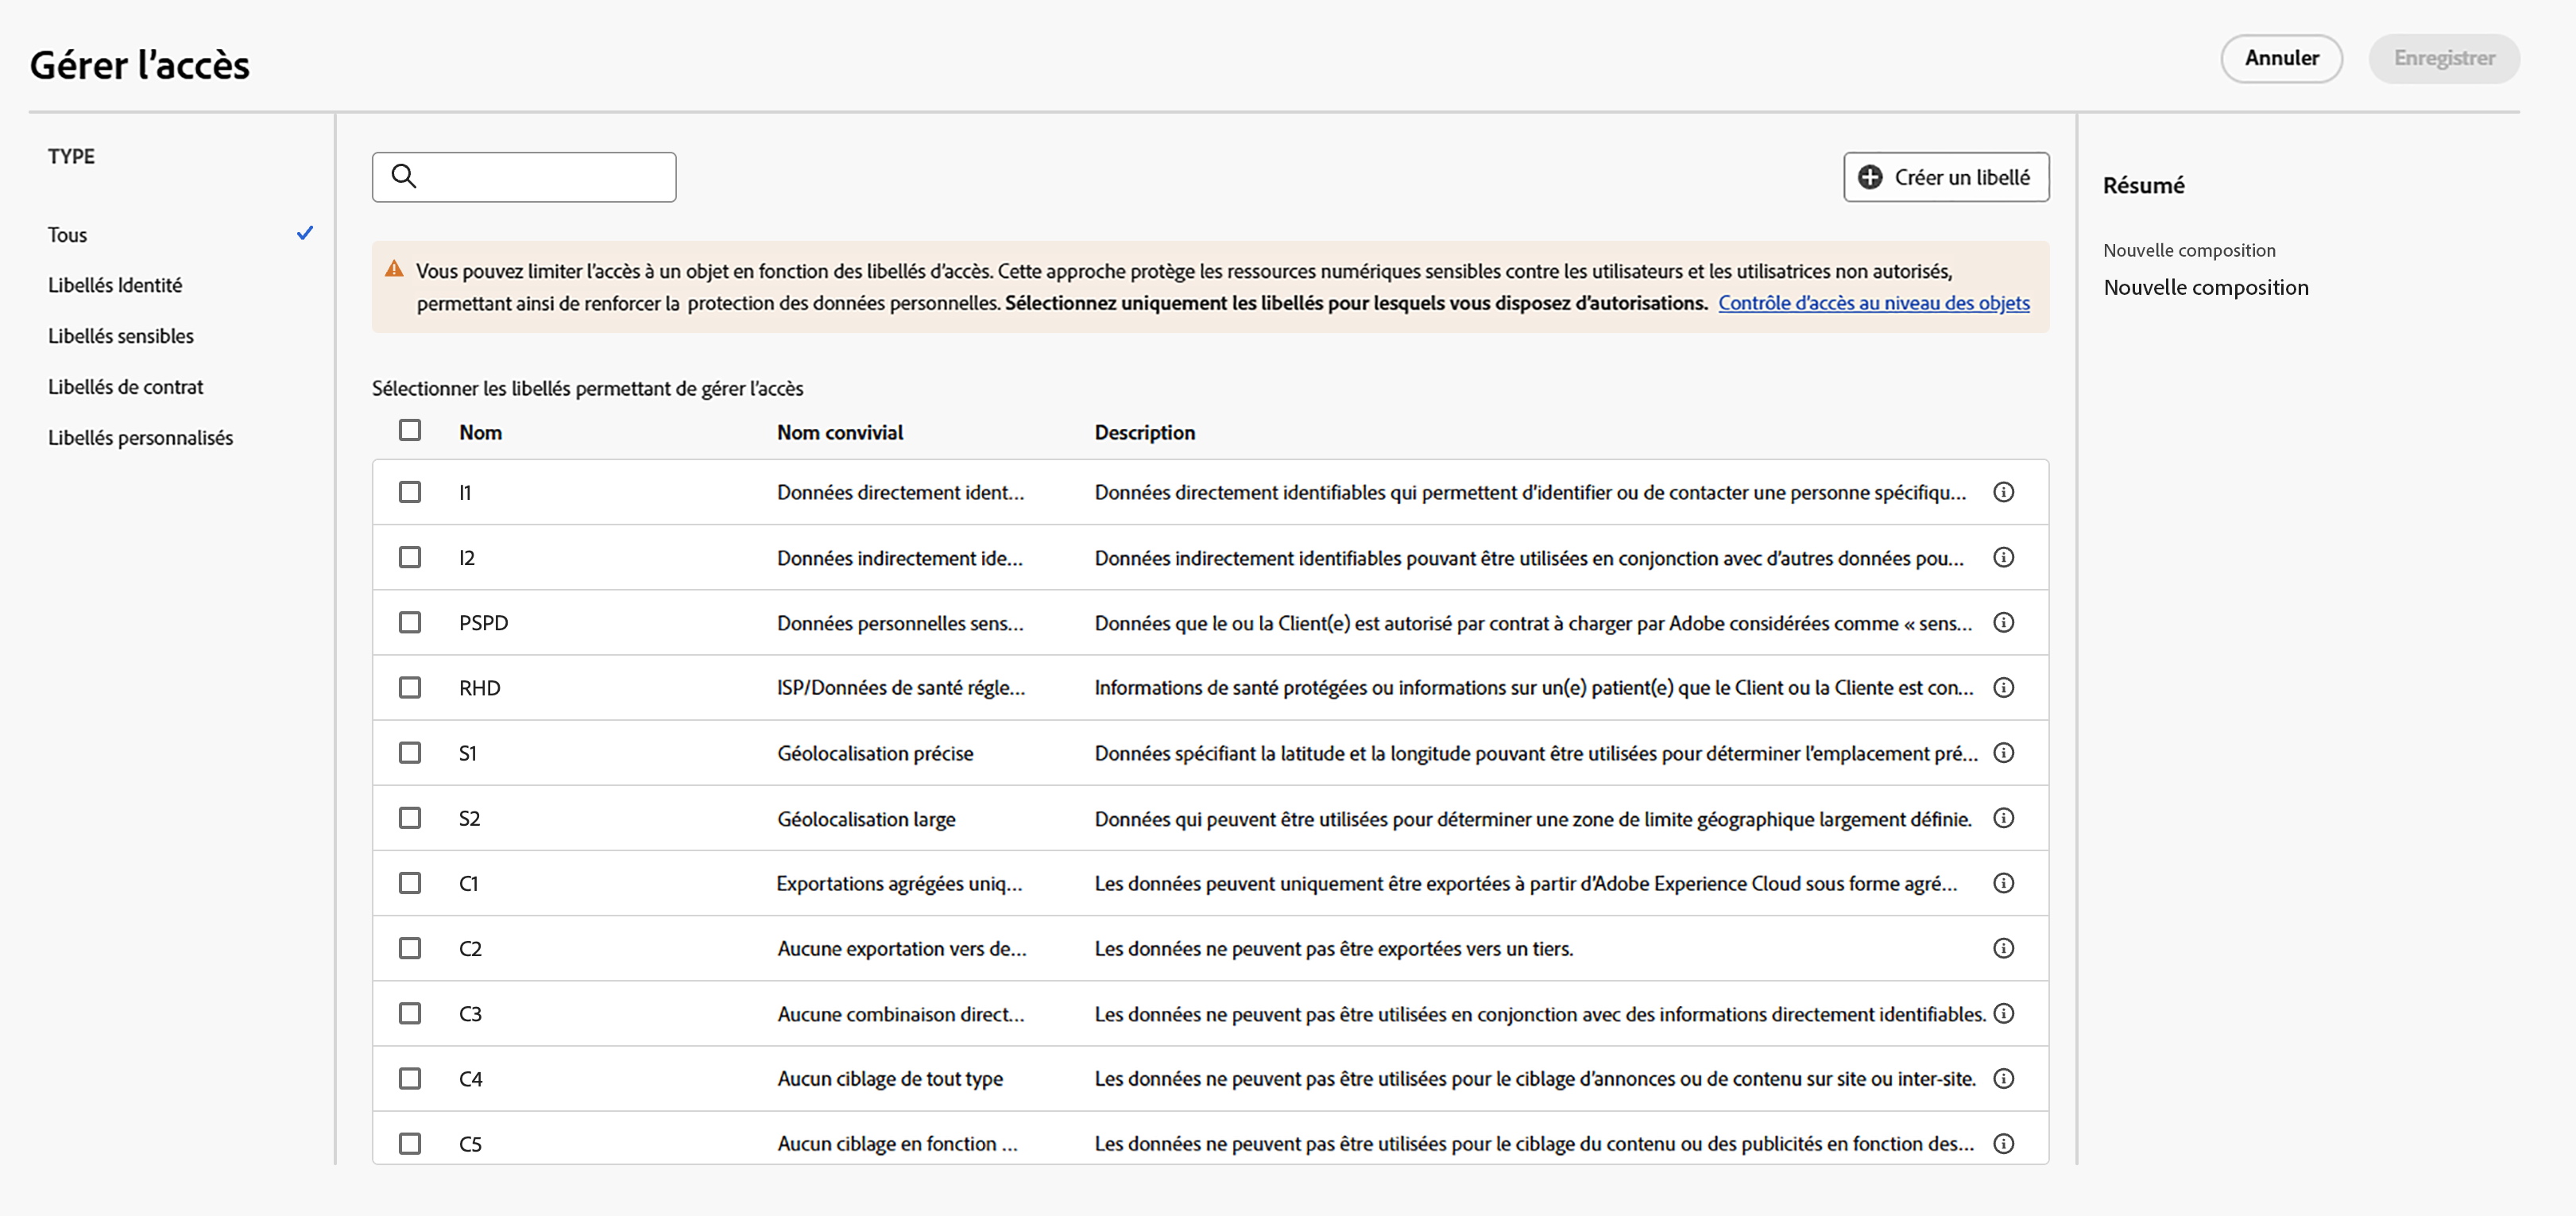 Gérer l'accès
Annuler
Enregistrer
TYPE
Tous
Libellés Identité
Libellés sensibles
Libellés de contrat
Libellés personnalisés
Créer un libellé
Vous pouvez limiter l'accès à un objet en fonction des libellés d'accès. Cette approche protège les ressources numériques sensibles contre les utilisateurs et les utilisatrices non autorisés,
permettant ainsi de renforcer la protection des données personnelles. Sélectionnez uniquement les libellés pour lesquels vous disposez d'autorisations. Contrôle d'accès au niveau des objets
Sélectionner les libellés permettant de gérer l'accès
Nom Nom convivial Description
I1 Données directement ident... Données directement identifiables qui permettent d'identifier ou de contacter une personne spécifiqu...
I2 Données indirectement ide... Données indirectement identifiables pouvant être utilisées en conjonction avec d'autres données pou...
PSPD Données personnelles sens... Données que le ou la Client(e) est autorisé par contrat à charger par Adobe considérées comme « sens...
RHD ISP/Données de santé régle... Informations de santé protégées ou informations sur un(e) patient(e) que le Client ou la Cliente est con...
S1 Géolocalisation précise Données spécifiant la latitude et la longitude pouvant être utilisées pour déterminer l'emplacement pré...
S2 Géolocalisation large Données qui peuvent être utilisées pour déterminer une zone de limite géographique largement définie.
C1 Exportations agrégées uniq... Les données peuvent uniquement être exportées à partir d'Adobe Experience Cloud sous forme agré...
C2 Aucune exportation vers de... Les données ne peuvent pas être exportées vers un tiers.
C3 Aucune combinaison direct... Les données ne peuvent pas être utilisées en conjonction avec des informations directement identifiables.
C4 Aucun ciblage de tout type Les données ne peuvent pas être utilisées pour le ciblage d'annonces ou de contenu sur site ou inter-site.
C5 Aucun ciblage en fonction ... Les données ne peuvent pas être utilisées pour le ciblage du contenu ou des publicités en fonction des...
Résumé
Nouvelle composition
Nouvelle composition